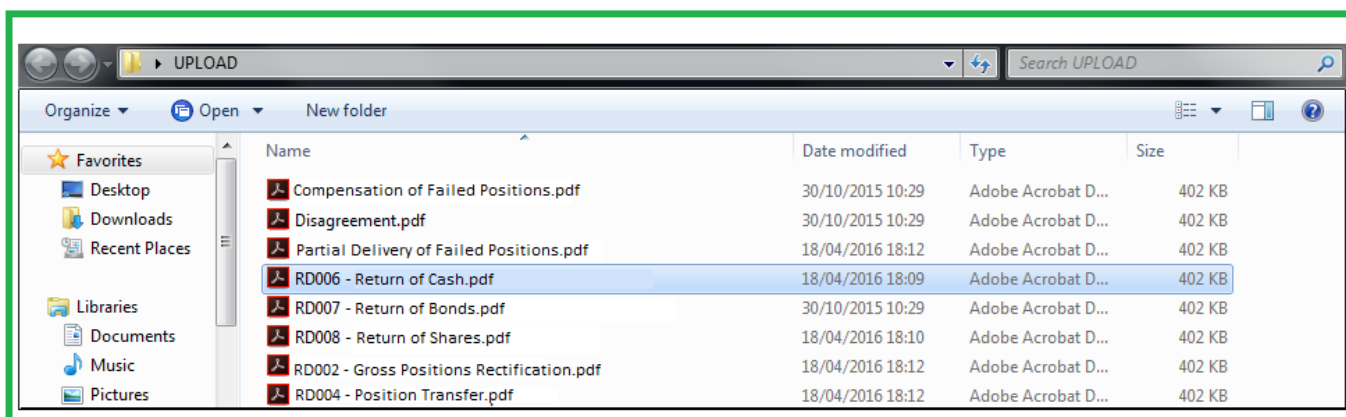 UPLOAD Search UPLOAD
Organize Open New folder
Favorites Name Date modified Type Size
Desktop Compensation of Failed Positions.pdf 30/10/2015 10:29 Adobe Acrobat D... 402 KB
Downloads Disagreement.pdf 30/10/2015 10:29 Adobe Acrobat D... 402 KB
Recent Places Partial Delivery of Failed Positions.pdf 18/04/2016 18:12 Adobe Acrobat D... 402 KB
RD006 - Return of Cash.pdf 18/04/2016 18:09 Adobe Acrobat D... 402 KB
Libraries RD007 - Return of Bonds.pdf 30/10/2015 10:29 Adobe Acrobat D... 402 KB
Documents RD008 - Return of Shares.pdf 18/04/2016 18:10 Adobe Acrobat D... 402 KB
Music RD002 - Gross Positions Rectification.pdf 18/04/2016 18:12 Adobe Acrobat D... 402 KB
Pictures RD004 - Position Transfer.pdf 18/04/2016 18:12 Adobe Acrobat D... 402 KB